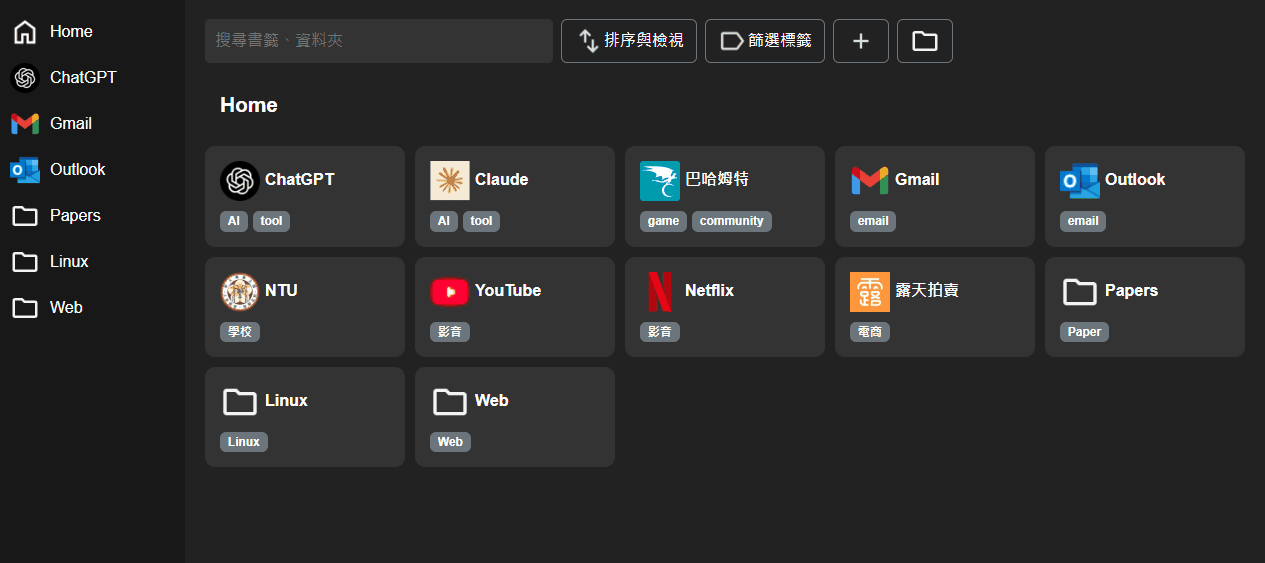 Home
ChatGPT
Gmail
Outlook
Papers
Linux
Web
搜尋書籤、資料夾
排序與檢視
篩選標籤
Home
ChatGPT
AI tool
Claude
AI tool
巴哈姆特
game community
Gmail
email
Outlook
email
NTU
學校
YouTube
影音
Netflix
影音
露天拍賣
電商
Papers
Paper
Linux
Linux
Web
Web